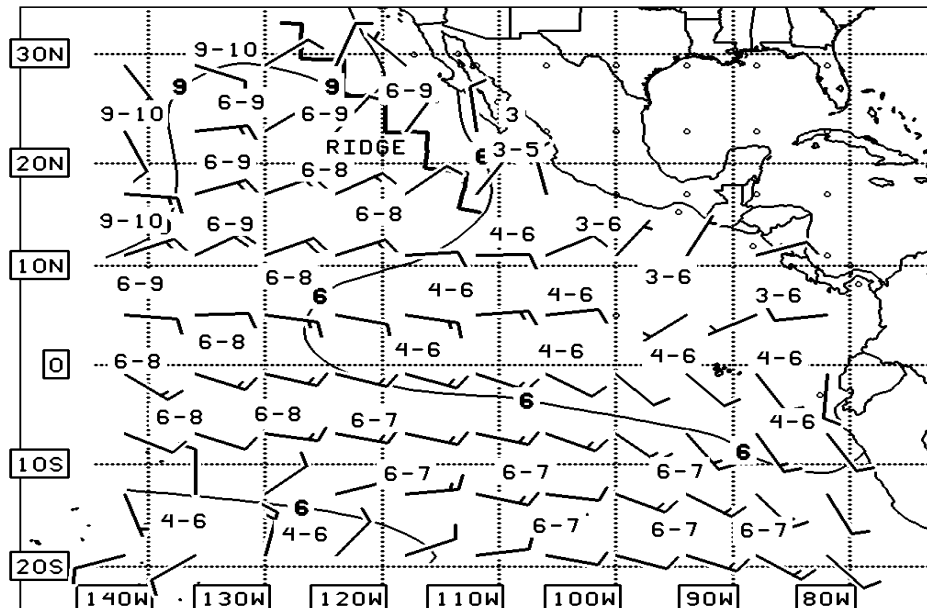 30N 9-10
9 9 6-9
9-10 6-9 6-9 3
RIDGE
20N 6-9 6-8 6 3-5
9-10 6-9 6-8
4-6 3-6
10N
6-9 6-8 6 4-6 4-6 3-6 3-6
6-8 4-6 4-6 4-6 4-6
0 6-8
6
6-8 6-8 6-7 4-6
6
10S
6-7 6-7 6-7
6
4-6 4-6 6-7 6-7 6-7
20S
140W 130W 120W 110W 100W 90W 80W